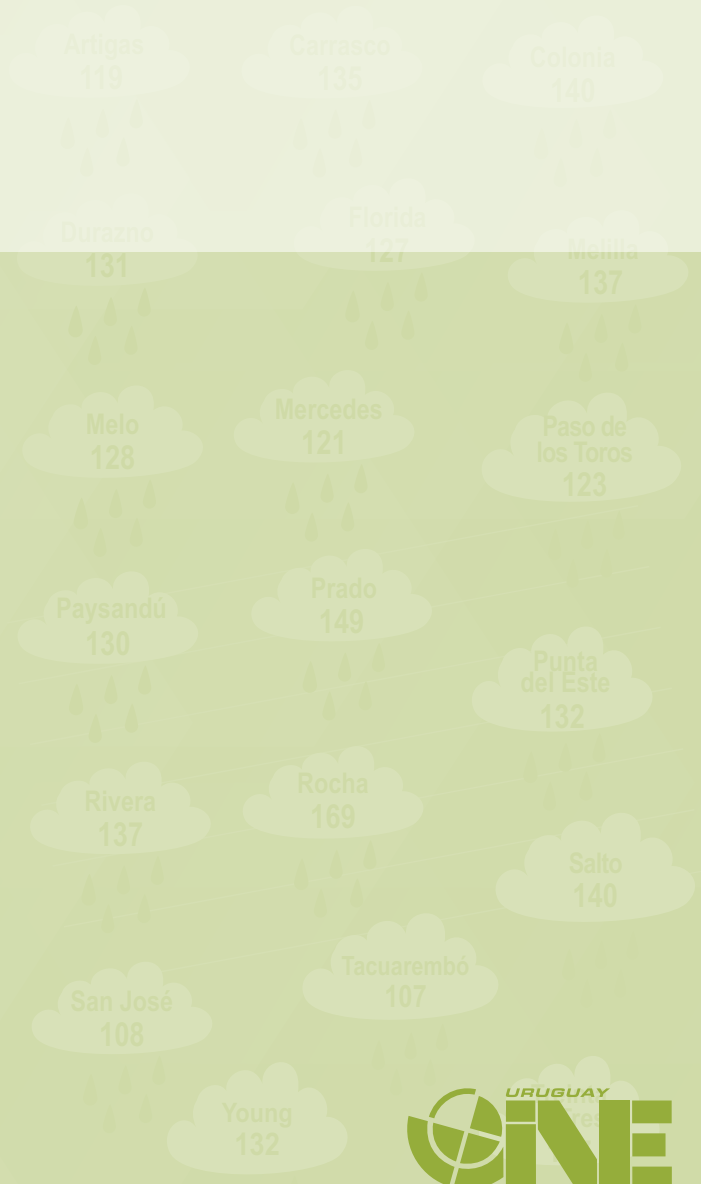 Artigas
119
Carrasco
135
Colonia
140
Durazno
131
Florida
127
Melilla
137
Melo
128
Mercedes
121
Paso de
los Toros
123
Paysandú
130
Prado
149
Punta
del Este
132
Rivera
137
Rocha
169
Salto
140
San José
108
Tacuarembó
107
Young
132
URUGUAY
INE